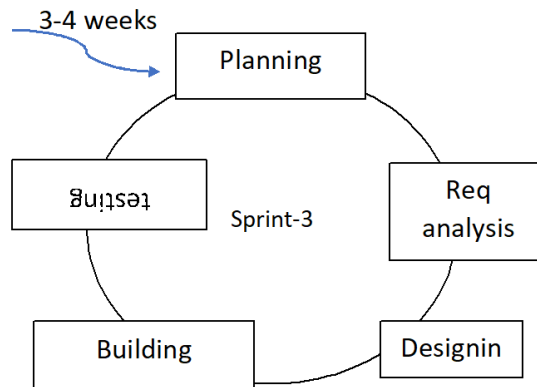 3-4 weeks
Planning
testing
Sprint-3
Req
analysis
Building
Designin